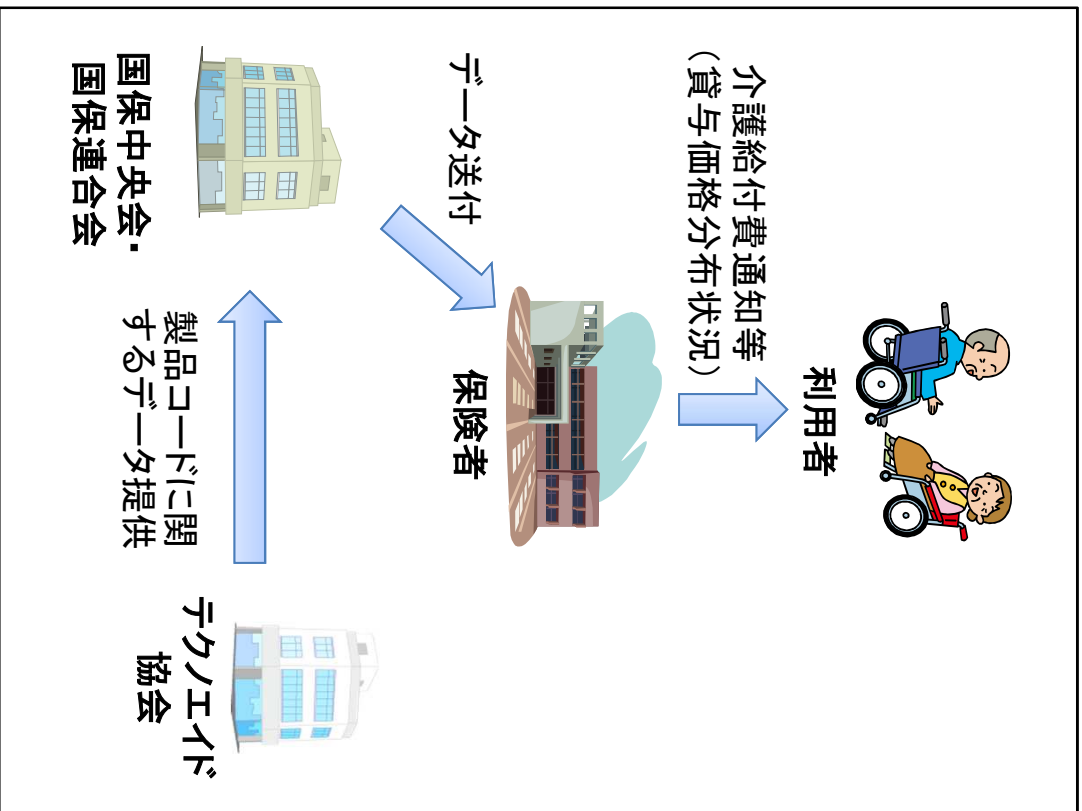 利用者
介護給付費通知等
（貸与価格分布状況）
保険者
データ送付
国保中央会・
国保連合会
製品コードに関
するデータ提供
テクノエイド
協会